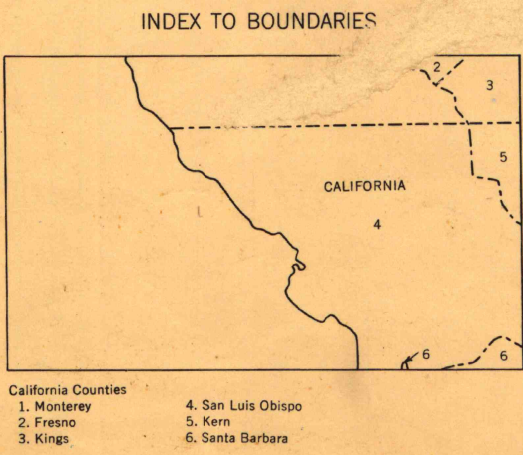 INDEX TO BOUNDARIES
2
3
5
CALIFORNIA
4
6
6
California Counties
1. Monterey
2. Fresno
3. Kings
4. San Luis Obispo
5. Kern
6. Santa Barbara